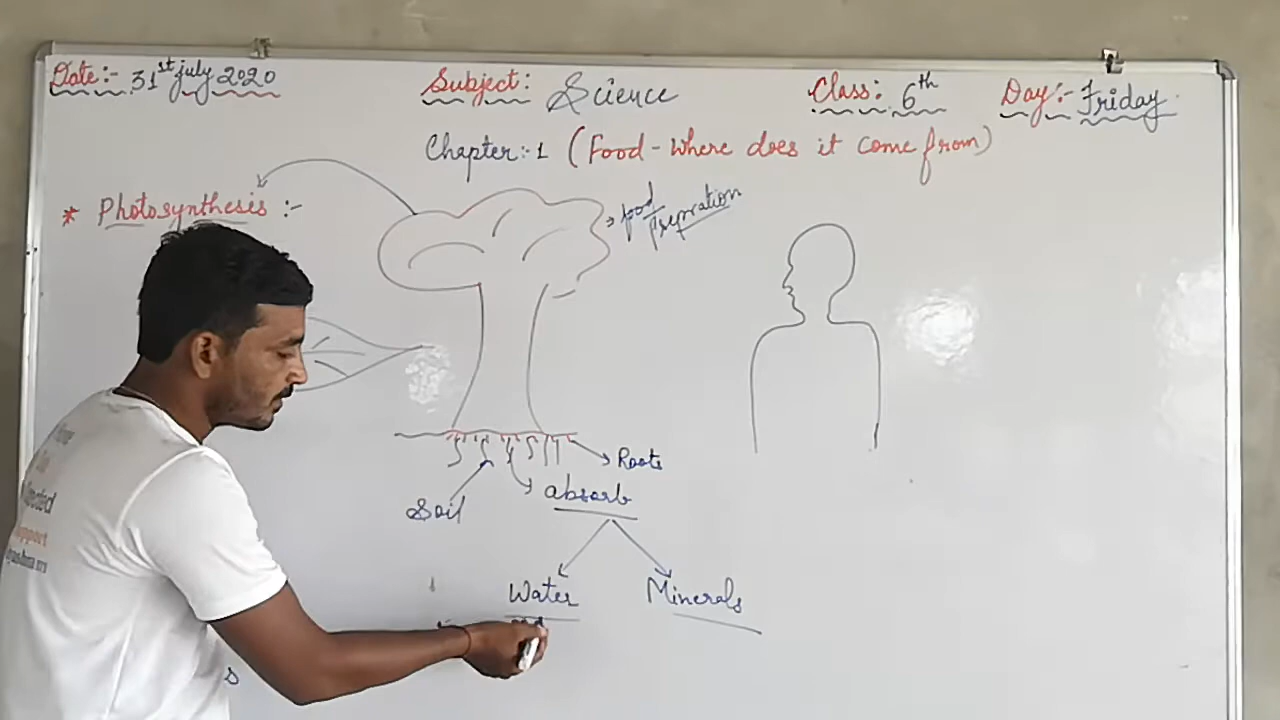 Date:- 31st july 2020
Subject: Science
Class: 6th
Day:- Friday
Chapter:- 1 (Food - Where does it come from)
* Photosynthesis :-
food
Roots
absorb
Soil
Water
Minerals